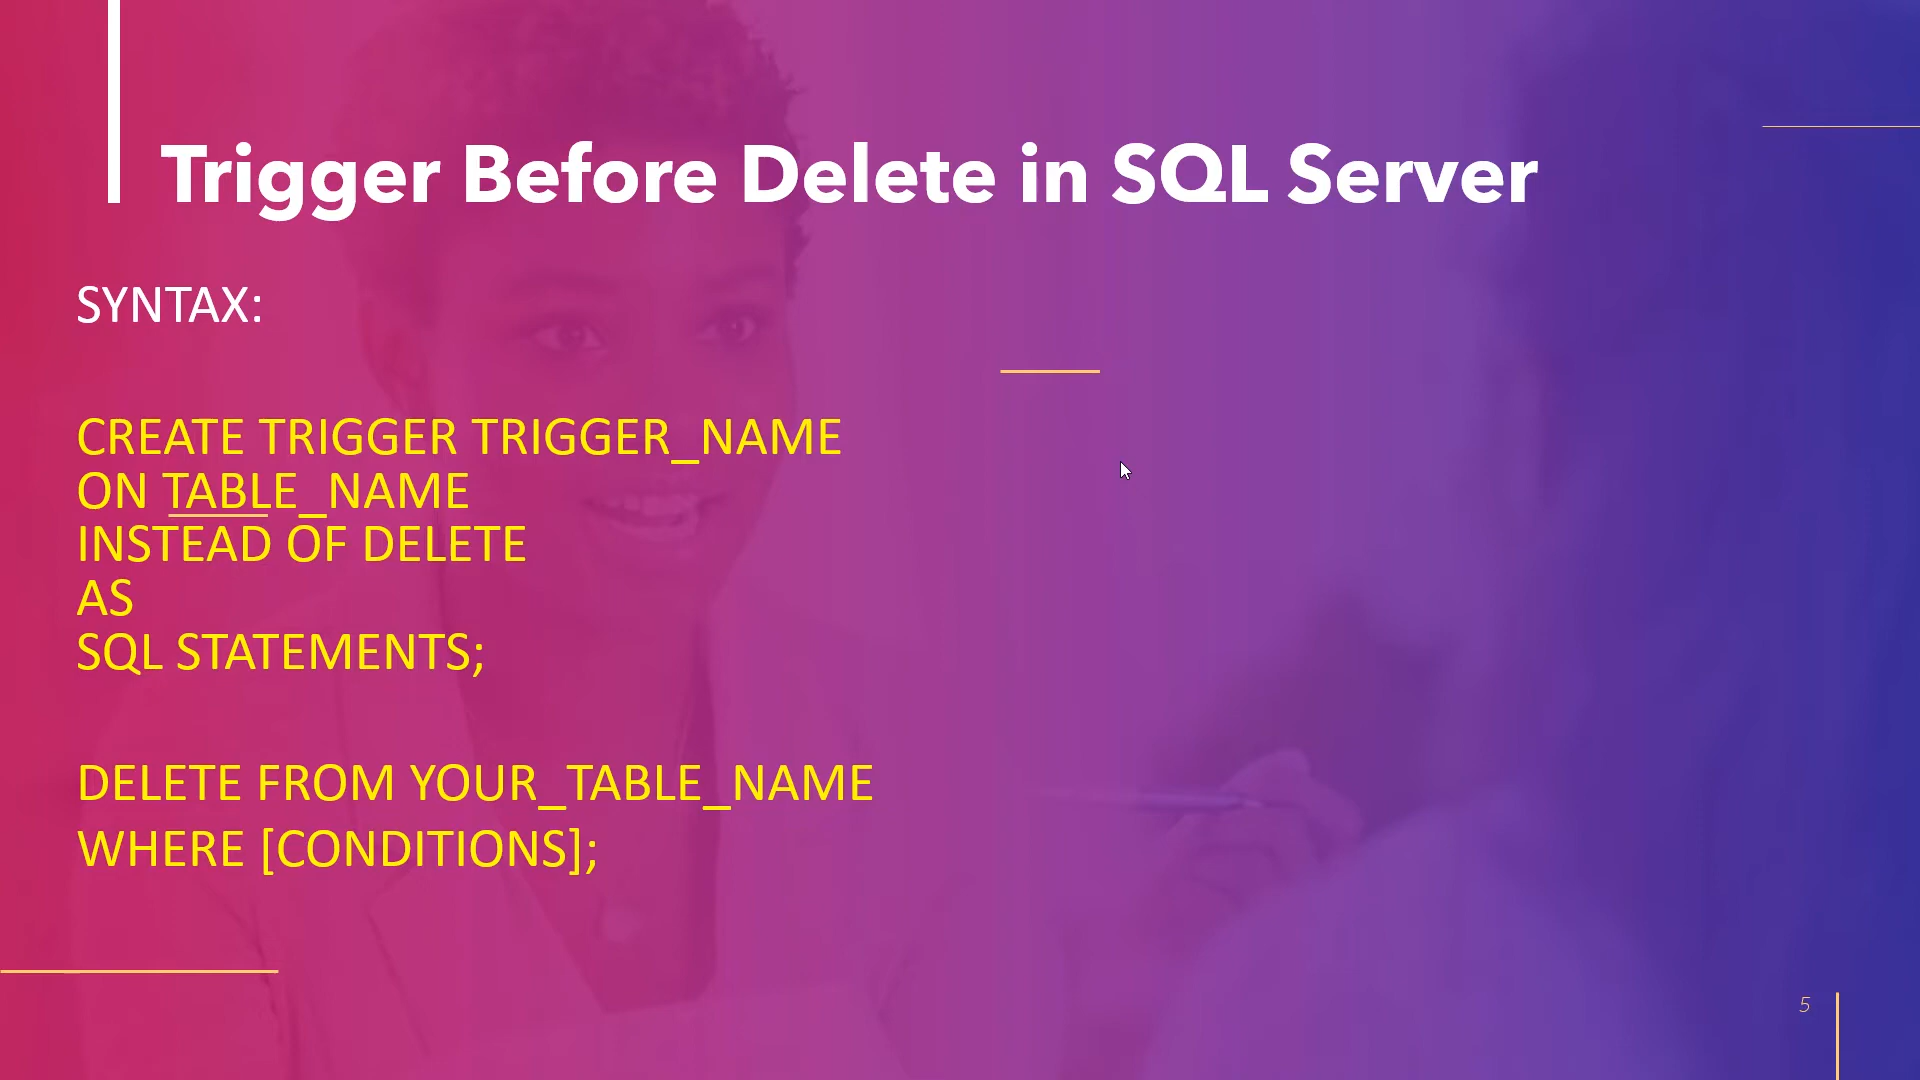 Trigger Before Delete in SQL Server
SYNTAX:
CREATE TRIGGER TRIGGER_NAME
ON TABLE_NAME
INSTEAD OF DELETE
AS
SQL STATEMENTS;
DELETE FROM YOUR_TABLE_NAME
WHERE [CONDITIONS];
5